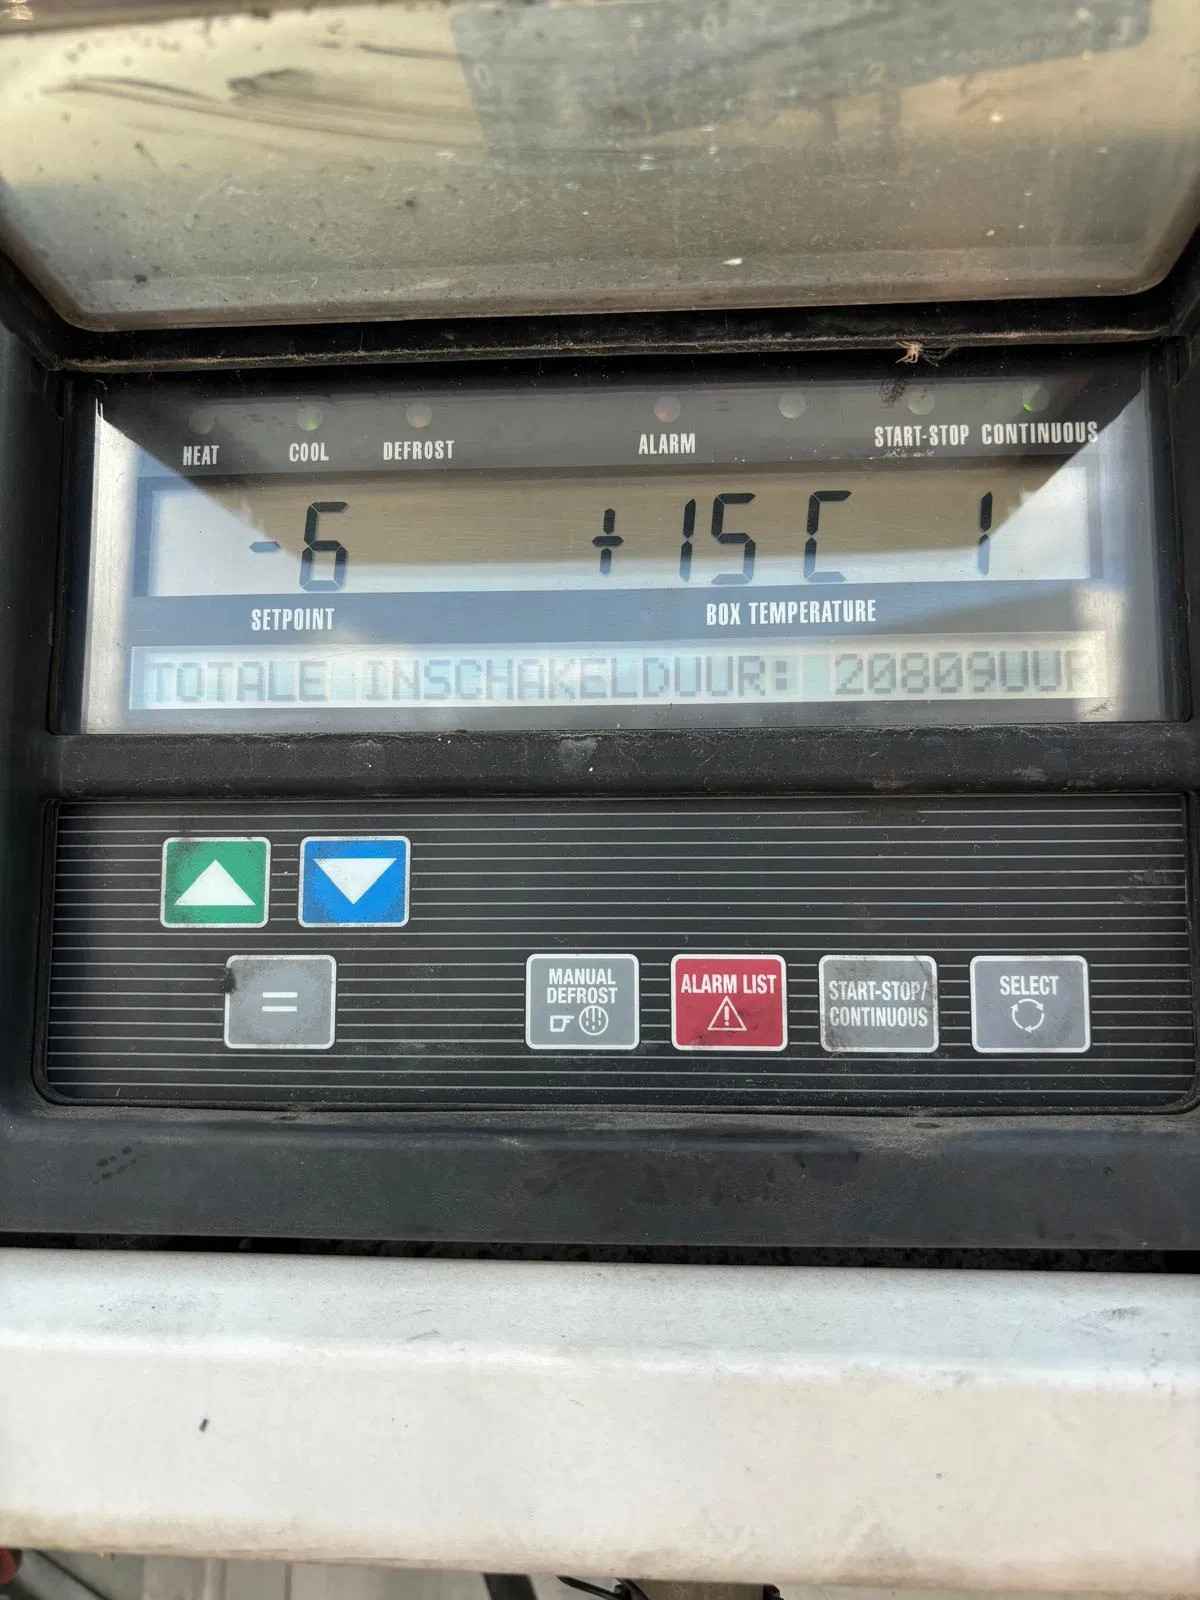 HEAT COOL DEFROST ALARM START-STOP CONTINUOUS
-6 +15C 1
SETPOINT BOX TEMPERATURE
TOTALE INSCHAKELDUUR: 20809UUR
MANUAL DEFROST
ALARM LIST
START-STOP/
CONTINUOUS
SELECT